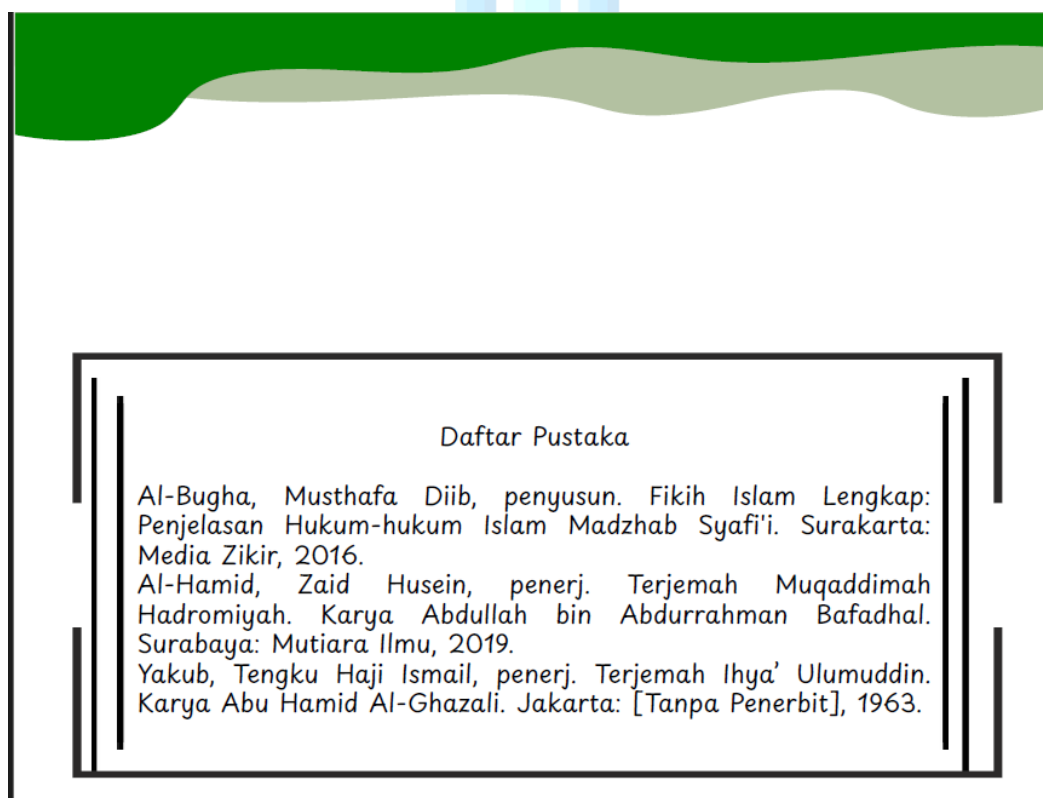 Daftar Pustaka
Al-Bugha, Musthafa Diib, penyusun. Fikih Islam Lengkap:
Penjelasan Hukum-hukum Islam Madzhab Syafi'i. Surakarta:
Media Zikir, 2016.
Al-Hamid, Zaid Husein, penerj. Terjemah Muqaddimah
Hadromiyah. Karya Abdullah bin Abdurrahman Bafadhal.
Surabaya: Mutiara Ilmu, 2019.
Yakub, Tengku Haji Ismail, penerj. Terjemah Ihya’ Ulumuddin.
Karya Abu Hamid Al-Ghazali. Jakarta: [Tanpa Penerbit], 1963.